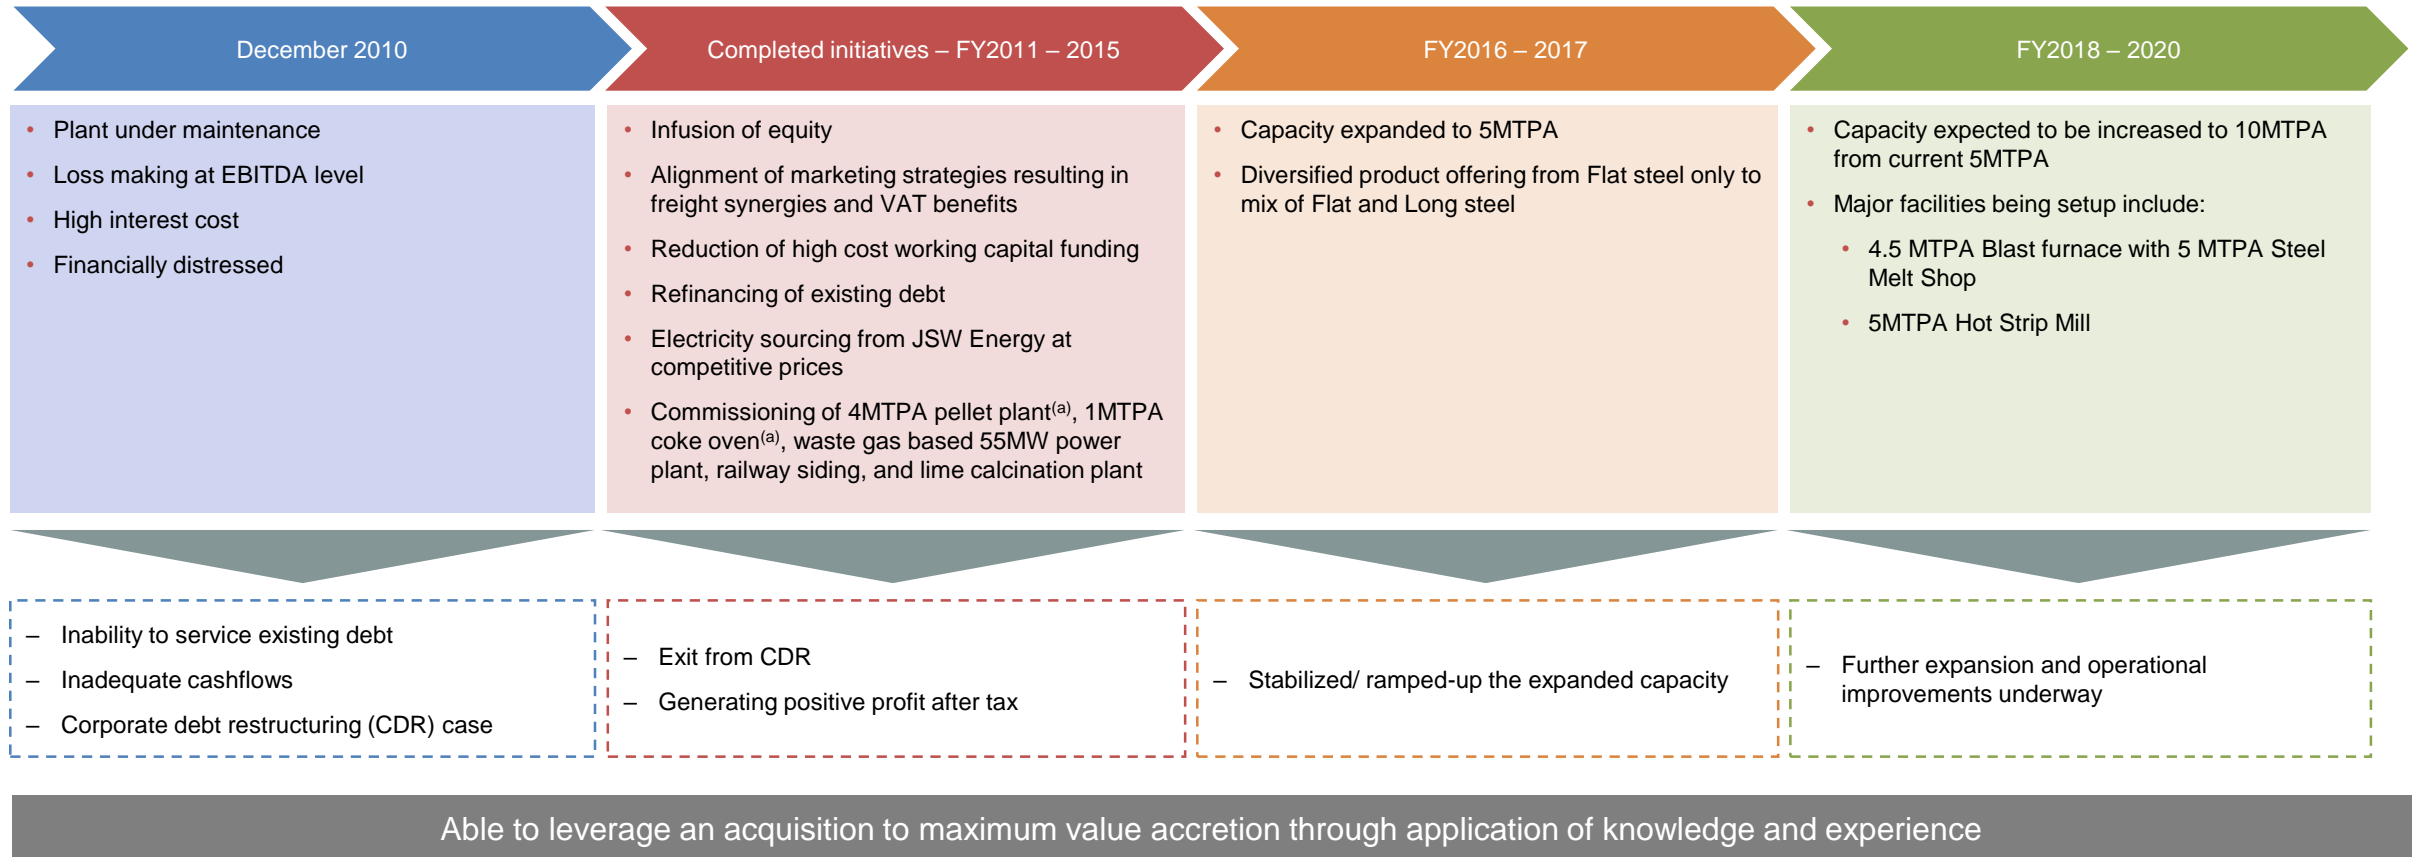 December 2010
Completed initiatives – FY2011 – 2015
FY2016 – 2017
FY2018 – 2020
• Plant under maintenance
• Loss making at EBITDA level
• High interest cost
• Financially distressed
• Infusion of equity
• Alignment of marketing strategies resulting in
freight synergies and VAT benefits
• Reduction of high cost working capital funding
• Refinancing of existing debt
• Electricity sourcing from JSW Energy at
competitive prices
• Commissioning of 4MTPA pellet plant(a), 1MTPA
coke oven(a), waste gas based 55MW power
plant, railway siding, and lime calcination plant
• Capacity expanded to 5MTPA
• Diversified product offering from Flat steel only to
mix of Flat and Long steel
• Capacity expected to be increased to 10MTPA
from current 5MTPA
• Major facilities being setup include:
• 4.5 MTPA Blast furnace with 5 MTPA Steel
Melt Shop
• 5MTPA Hot Strip Mill
– Inability to service existing debt
– Inadequate cashflows
– Corporate debt restructuring (CDR) case
– Exit from CDR
– Generating positive profit after tax
– Stabilized/ ramped-up the expanded capacity
– Further expansion and operational
improvements underway
Able to leverage an acquisition to maximum value accretion through application of knowledge and experience